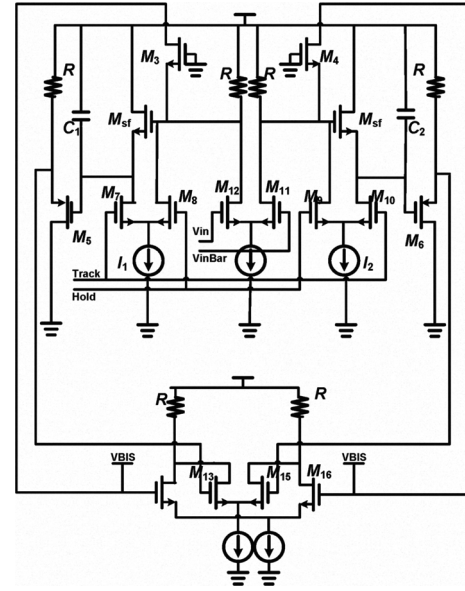 M3
M4
R
R
R
R
C1
Msf
Msf
C2
M7
M8
M12
M11
M9
M10
M5
M6
Vin
VinBar
I1
I2
Track
Hold
R
R
VBIS
M13
M15
M16
VBIS